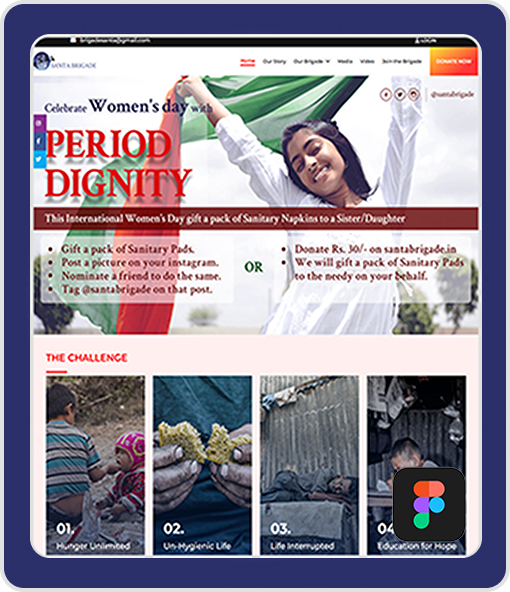 brigadesanta@gmail.com
LOGIN
SANTA BRIGADE
Home Our Story Our Brigade Media Video Join the Brigade DONATE NOW
@santabrigade
Celebrate Women's day with
PERIOD
DIGNITY
This International Women's Day gift a pack of Sanitary Napkins to a Sister/Daughter
• Gift a pack of Sanitary Pads.
• Post a picture on your instagram.
• Nominate a friend to do the same.
• Tag @santabrigade on that post.
OR
• Donate Rs. 30/- on santabrigade.in
• We will gift a pack of Sanitary Pads
to the needy on your behalf.
THE CHALLENGE
01.
Hunger Unlimited
02.
Un-Hygienic Life
03.
Life Interrupted
04
Education for Hope